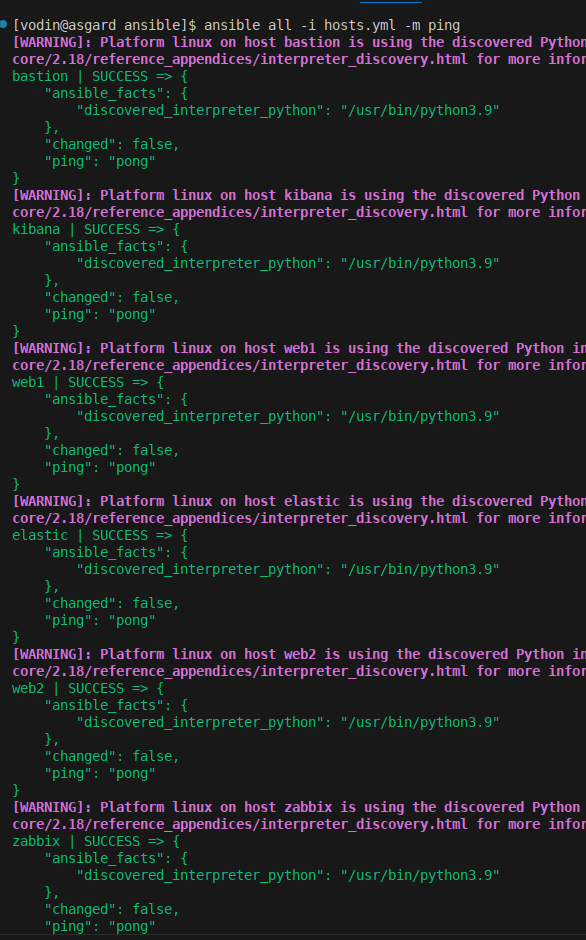 [vodin@asgard ansible]$ ansible all -i hosts.yml -m ping
[WARNING]: Platform linux on host bastion is using the discovered Python
core/2.18/reference_appendices/interpreter_discovery.html for more infor
bastion | SUCCESS => {
    "ansible_facts": {
        "discovered_interpreter_python": "/usr/bin/python3.9"
    },
    "changed": false,
    "ping": "pong"
}
[WARNING]: Platform linux on host kibana is using the discovered Python
core/2.18/reference_appendices/interpreter_discovery.html for more infor
kibana | SUCCESS => {
    "ansible_facts": {
        "discovered_interpreter_python": "/usr/bin/python3.9"
    },
    "changed": false,
    "ping": "pong"
}
[WARNING]: Platform linux on host web1 is using the discovered Python in
core/2.18/reference_appendices/interpreter_discovery.html for more infor
web1 | SUCCESS => {
    "ansible_facts": {
        "discovered_interpreter_python": "/usr/bin/python3.9"
    },
    "changed": false,
    "ping": "pong"
}
[WARNING]: Platform linux on host elastic is using the discovered Python
core/2.18/reference_appendices/interpreter_discovery.html for more infor
elastic | SUCCESS => {
    "ansible_facts": {
        "discovered_interpreter_python": "/usr/bin/python3.9"
    },
    "changed": false,
    "ping": "pong"
}
[WARNING]: Platform linux on host web2 is using the discovered Python in
core/2.18/reference_appendices/interpreter_discovery.html for more infor
web2 | SUCCESS => {
    "ansible_facts": {
        "discovered_interpreter_python": "/usr/bin/python3.9"
    },
    "changed": false,
    "ping": "pong"
}
[WARNING]: Platform linux on host zabbix is using the discovered Python
core/2.18/reference_appendices/interpreter_discovery.html for more infor
zabbix | SUCCESS => {
    "ansible_facts": {
        "discovered_interpreter_python": "/usr/bin/python3.9"
    },
    "changed": false,
    "ping": "pong"